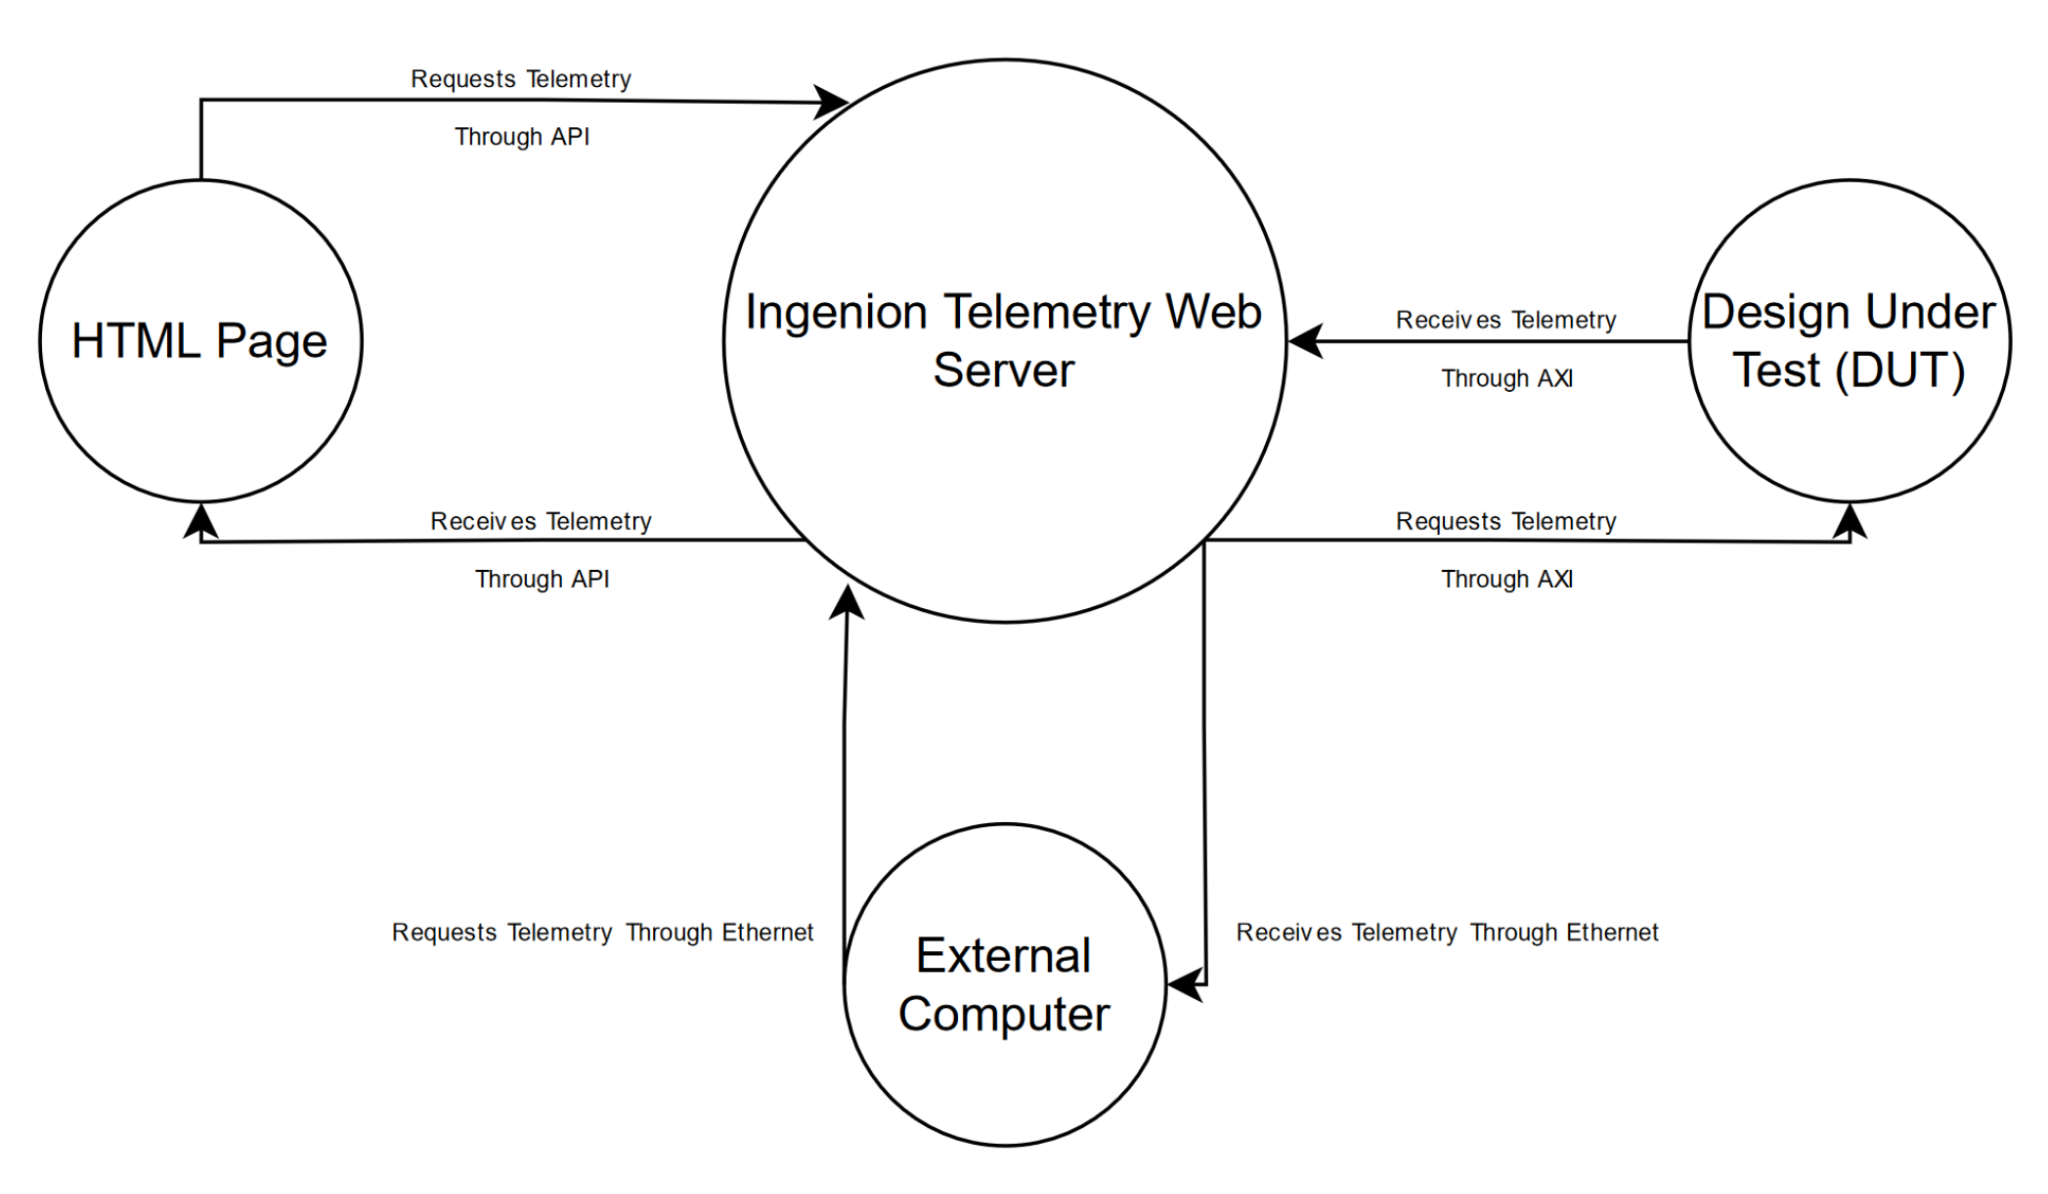 Requests Telemetry
Through API
HTML Page
Ingenion Telemetry Web
Server
Receives Telemetry
Through AXI
Design Under
Test (DUT)
Receives Telemetry
Through API
Requests Telemetry
Through AXI
Requests Telemetry Through Ethernet
External
Computer
Receives Telemetry Through Ethernet